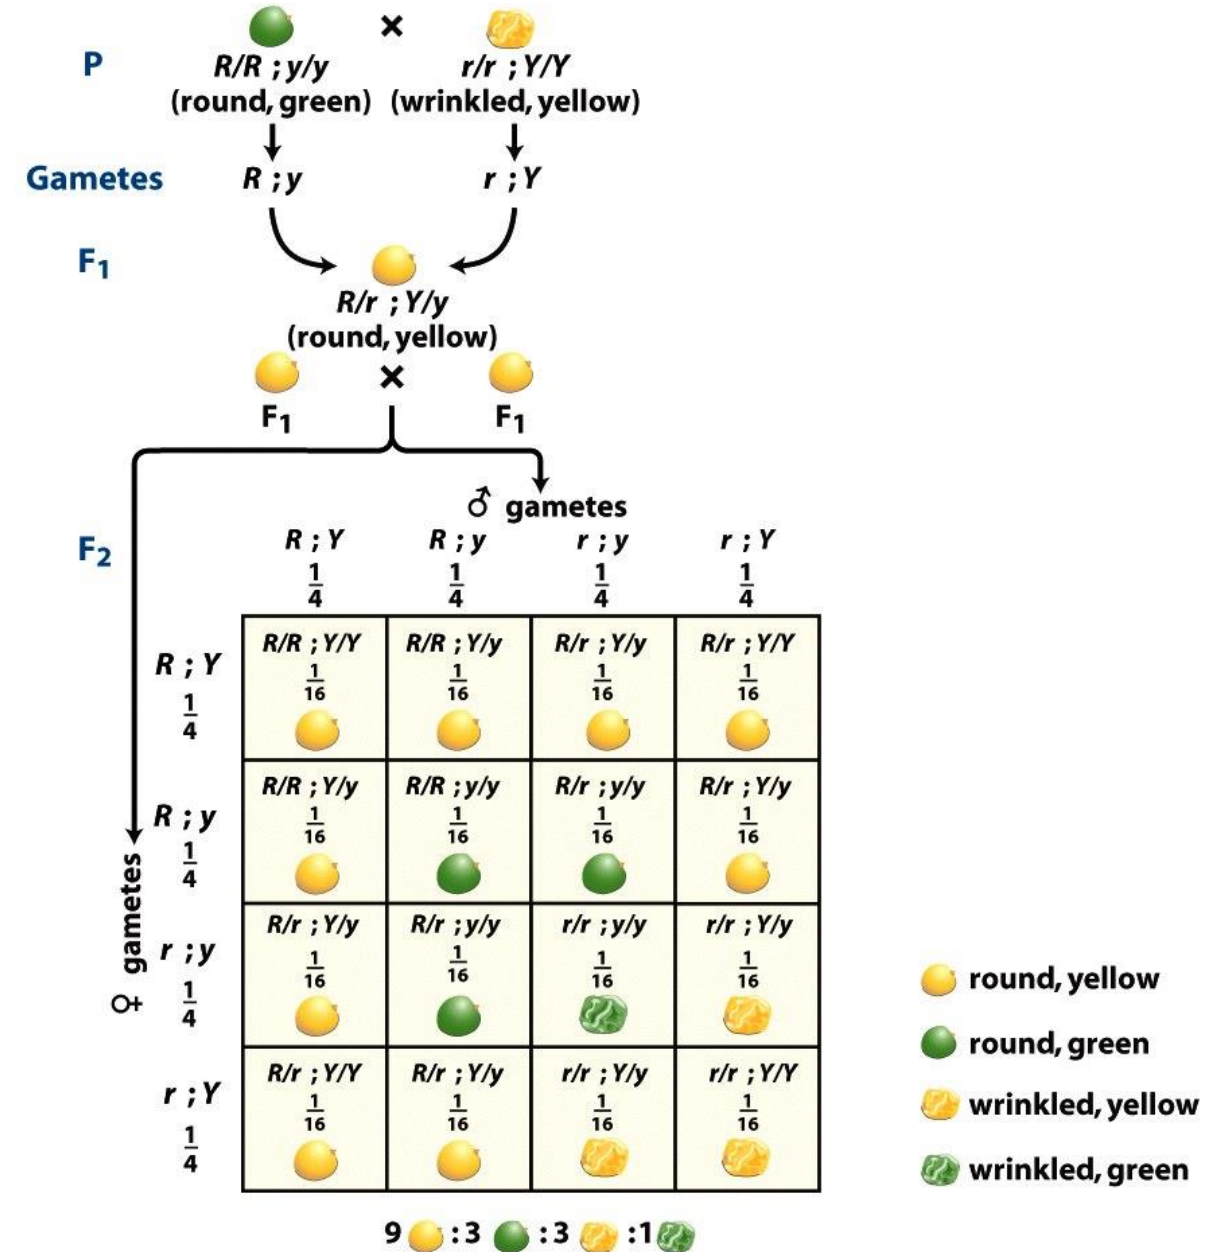 P
R/R ; y/y
(round, green)
×
r/r ; Y/Y
(wrinkled, yellow)
Gametes
R ; y
r ; Y
F1
R/r ; Y/y
(round, yellow)
×
F1
F1
♂ gametes
F2
R ; Y R ; y r ; y r ; Y
1/4 1/4 1/4 1/4
♀ gametes
R ; Y
1/4
R/R ; Y/Y R/R ; Y/y R/r ; Y/y R/r ; Y/Y
1/16 1/16 1/16 1/16
R ; y
1/4
R/R ; Y/y R/R ; y/y R/r ; y/y R/r ; Y/y
1/16 1/16 1/16 1/16
r ; y
1/4
R/r ; Y/y R/r ; y/y r/r ; y/y r/r ; Y/y
1/16 1/16 1/16 1/16
r ; Y
1/4
R/r ; Y/Y R/r ; Y/y r/r ; Y/y r/r ; Y/Y
1/16 1/16 1/16 1/16
9 : 3 : 3 : 1
round, yellow
round, green
wrinkled, yellow
wrinkled, green